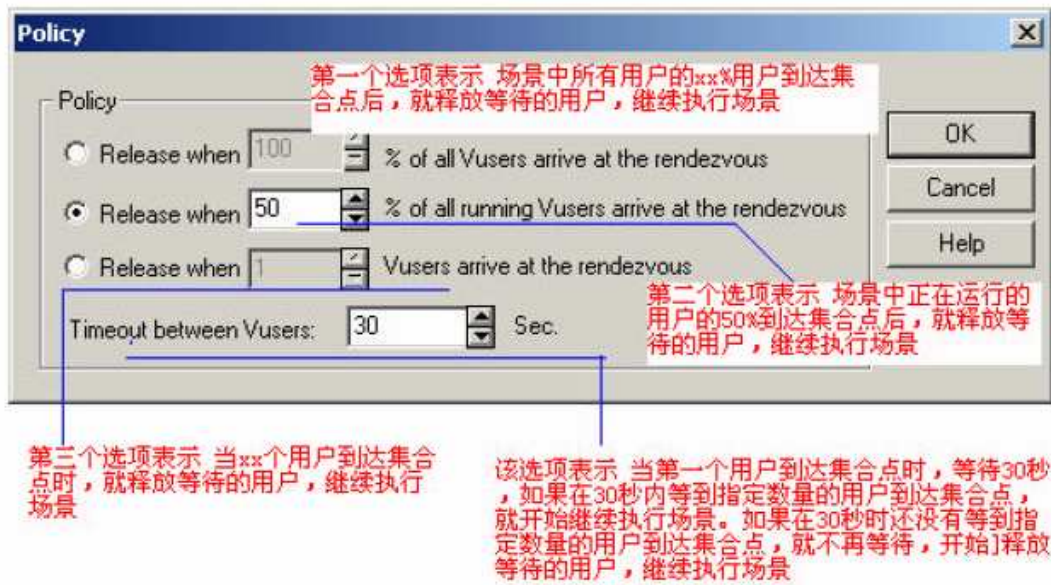 Policy
第一个选项表示 场景中所有用户的xx%用户到达集
合点后，就释放等待的用户，继续执行场景
Policy
Release when 100 % of all Vusers arrive at the rendezvous
OK
Release when 50 % of all running Vusers arrive at the rendezvous
Cancel
Release when 1 Vusers arrive at the rendezvous
Help
第二个选项表示 场景中正在运行的
用户的50%到达集合点后，就释放等
待的用户，继续执行场景
Timeout between Vusers: 30 Sec.
第三个选项表示 当xx个用户到达集合
点时，就释放等待的用户，继续执行
场景
该选项表示 当第一个用户到达集合点时，等待30秒
，如果在30秒内等到指定数量的用户到达集合点，
就开始继续执行场景。如果在30秒时还没有等到指
定数量的用户到达集合点，就不再等待，开始]释放
等待的用户，继续执行场景